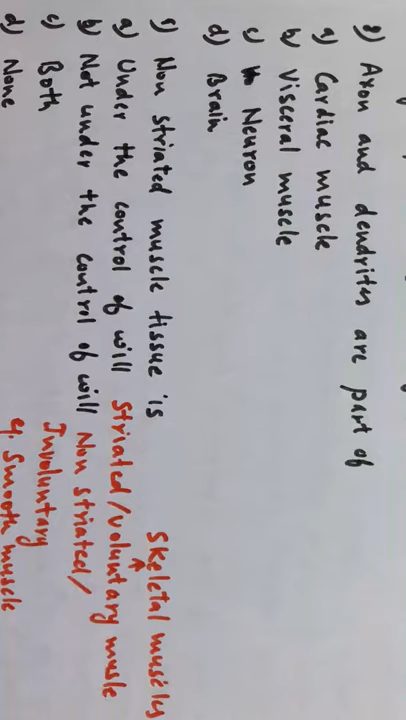 8) Axon and dendrites are part of
a) Cardiac muscle
b) Visceral muscle
c) Neuron
d) Brain
9) Non striated muscle tissue is
Skeletal muscles
a) Under the control of will Striated/voluntary muscle
b) Not under the control of will Non striated/
c) Both Involuntary
d) None eg. Smooth muscle